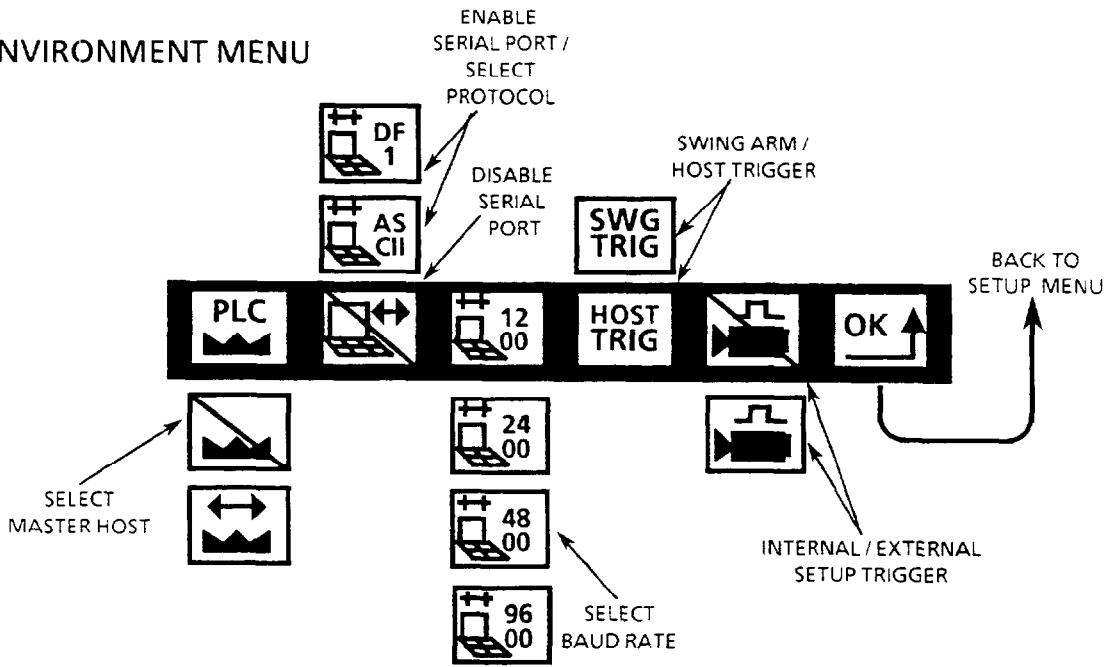 ENABLE
SERIAL PORT /
SELECT
PROTOCOL
NVIRONMENT MENU
DF
1
DISABLE
SERIAL
PORT
SWING ARM /
HOST TRIGGER
AS
CII
SWG
TRIG
BACK TO
SETUP MENU
PLC
12
00
HOST
TRIG
OK
24
00
SELECT
MASTER HOST
48
00
INTERNAL / EXTERNAL
SETUP TRIGGER
96
00
SELECT
BAUD RATE